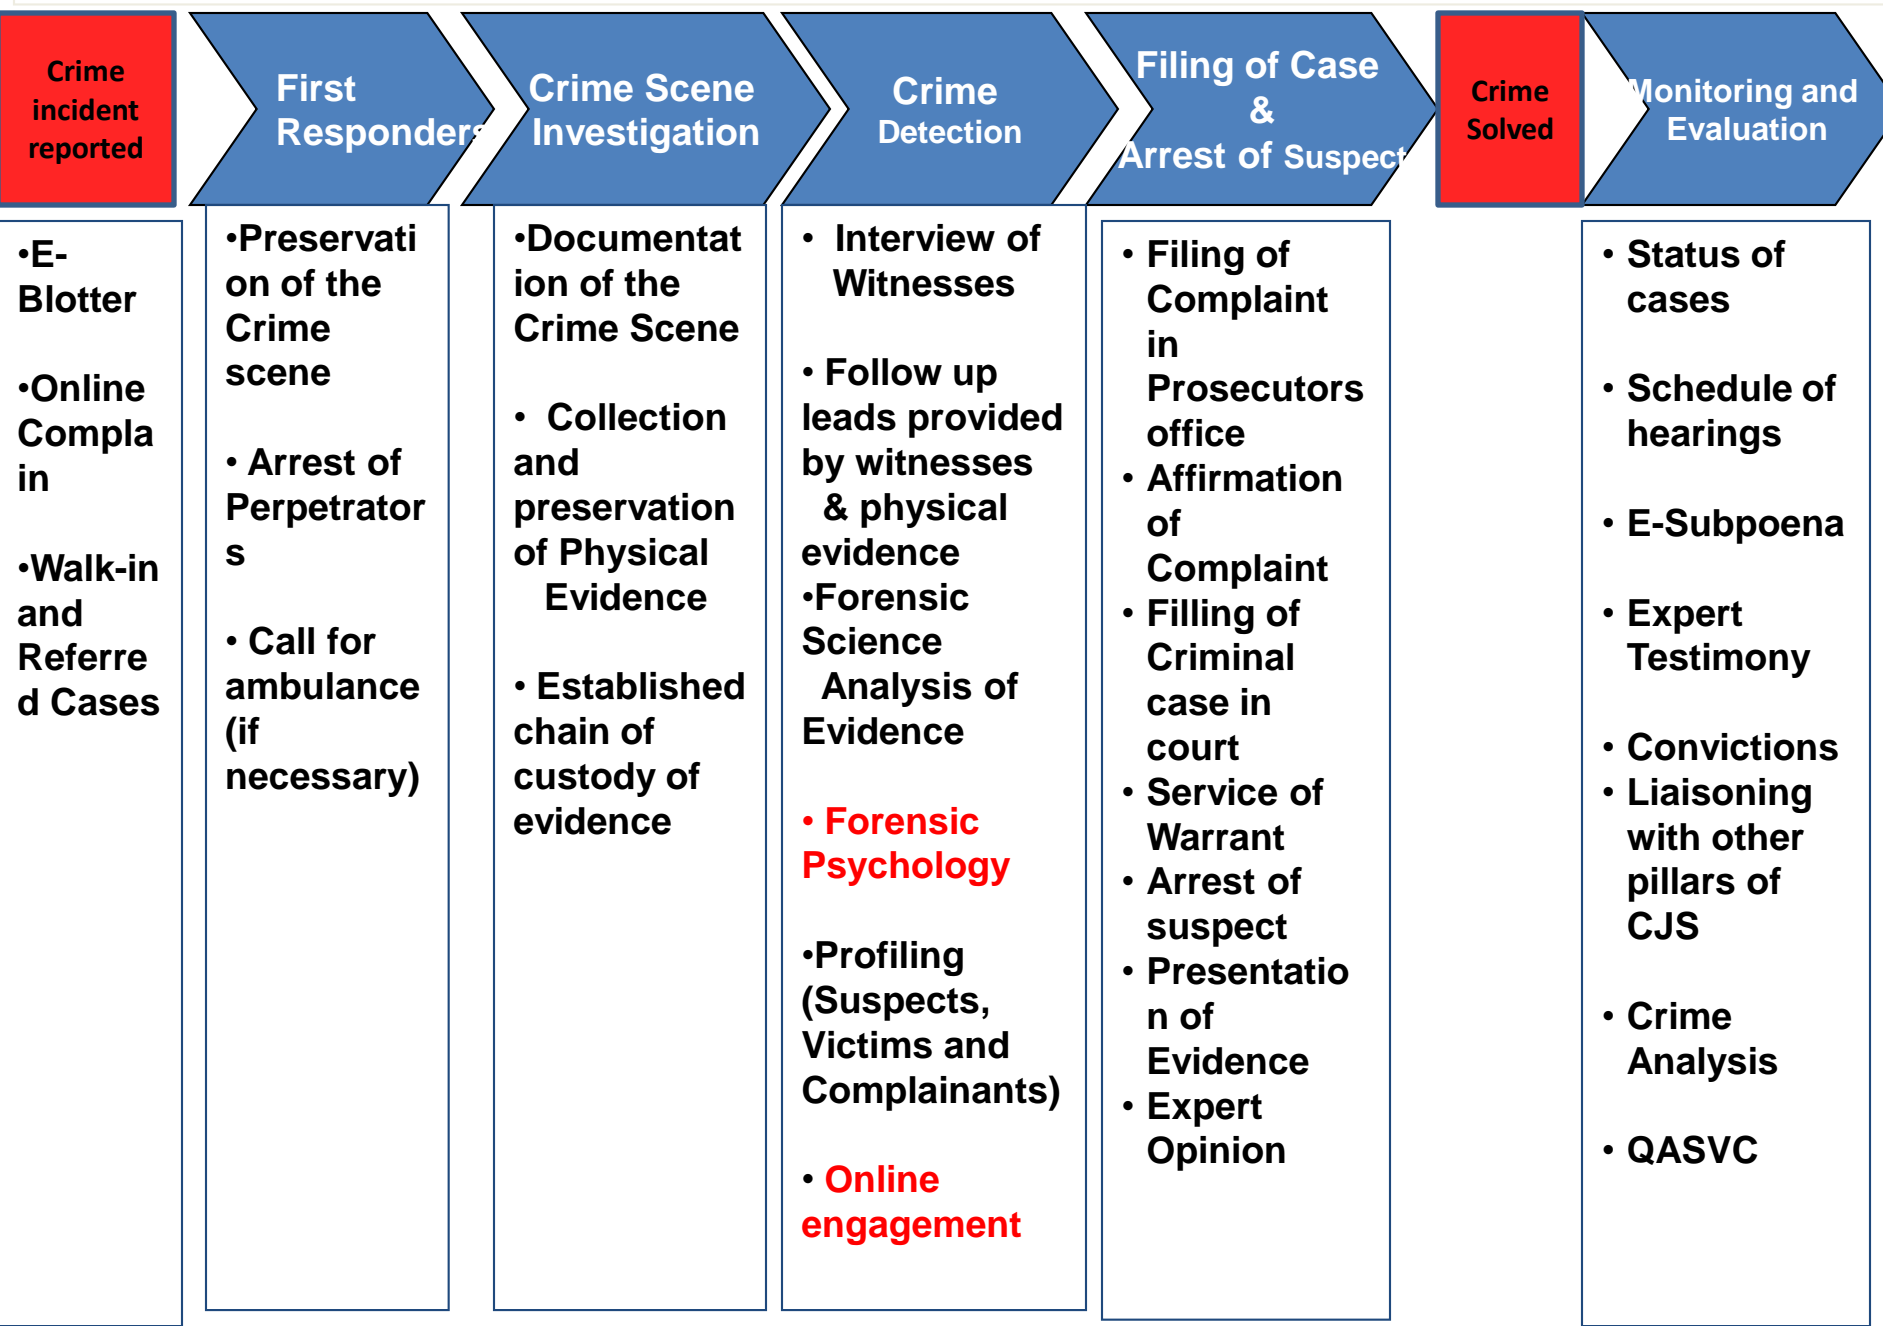 Crime
incident
reported
First
Responders
Crime Scene
Investigation
Crime
Detection
Filing of Case
&
Arrest of Suspect
Crime
Solved
Monitoring and
Evaluation
•E-
Blotter
•Online
Compla
in
•Walk-in
and
Referre
d Cases
•Preservati
on of the
Crime
scene
• Arrest of
Perpetrator
s
• Call for
ambulance
(if
necessary)
•Documentat
ion of the
Crime Scene
• Collection
and
preservation
of Physical
Evidence
• Established
chain of
custody of
evidence
• Interview of
Witnesses
• Follow up
leads provided
by witnesses
& physical
evidence
•Forensic
Science
Analysis of
Evidence
• Forensic
Psychology
•Profiling
(Suspects,
Victims and
Complainants)
• Online
engagement
• Filing of
Complaint
in
Prosecutors
office
• Affirmation
of
Complaint
• Filling of
Criminal
case in
court
• Service of
Warrant
• Arrest of
suspect
• Presentatio
n of
Evidence
• Expert
Opinion
• Status of
cases
• Schedule of
hearings
• E-Subpoena
• Expert
Testimony
• Convictions
• Liaisoning
with other
pillars of
CJS
• Crime
Analysis
• QASVC